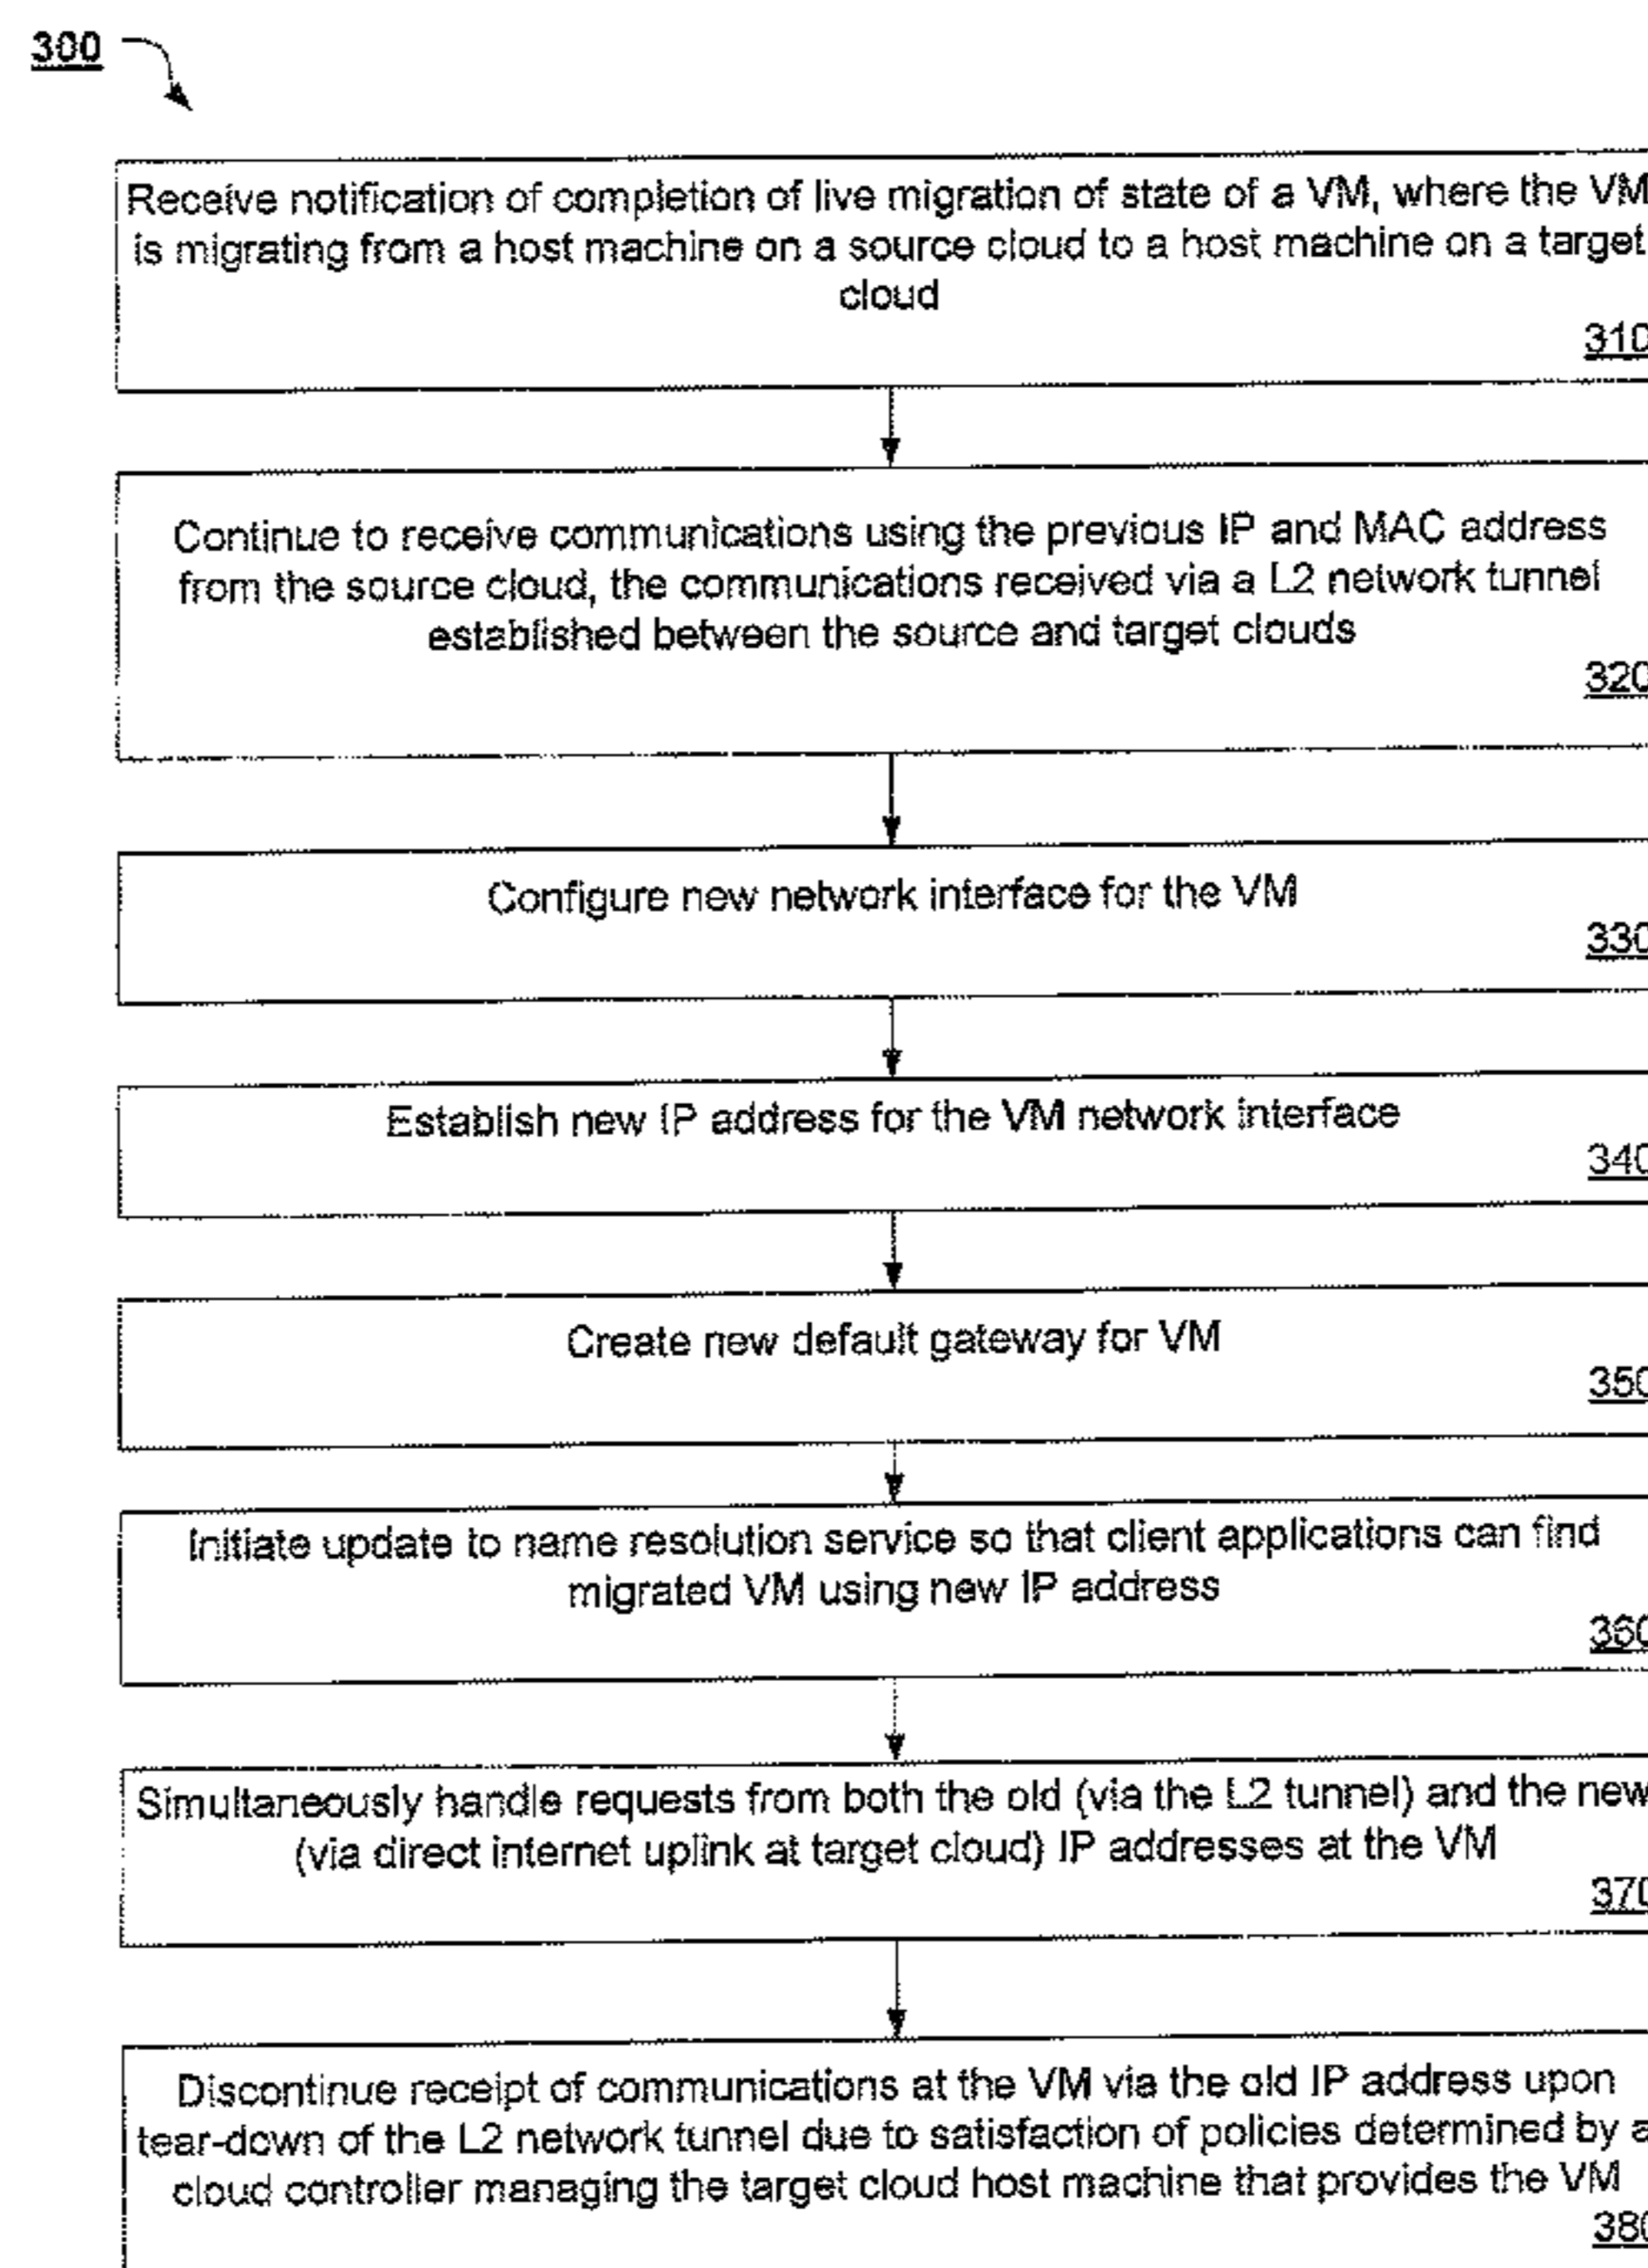 300
Receive notification of completion of live migration of state of a VM, where the VM
is migrating from a host machine on a source cloud to a host machine on a target
cloud
310
Continue to receive communications using the previous IP and MAC address
from the source cloud, the communications received via a L2 network tunnel
established between the source and target clouds
320
Configure new network interface for the VM
330
Establish new IP address for the VM network interface
340
Create new default gateway for VM
350
Initiate update to name resolution service so that client applications can find
migrated VM using new IP address
360
Simultaneously handle requests from both the old (via the L2 tunnel) and the new
(via direct internet uplink at target cloud) IP addresses at the VM
370
Discontinue receipt of communications at the VM via the old IP address upon
tear-down of the L2 network tunnel due to satisfaction of policies determined by a
cloud controller managing the target cloud host machine that provides the VM
380